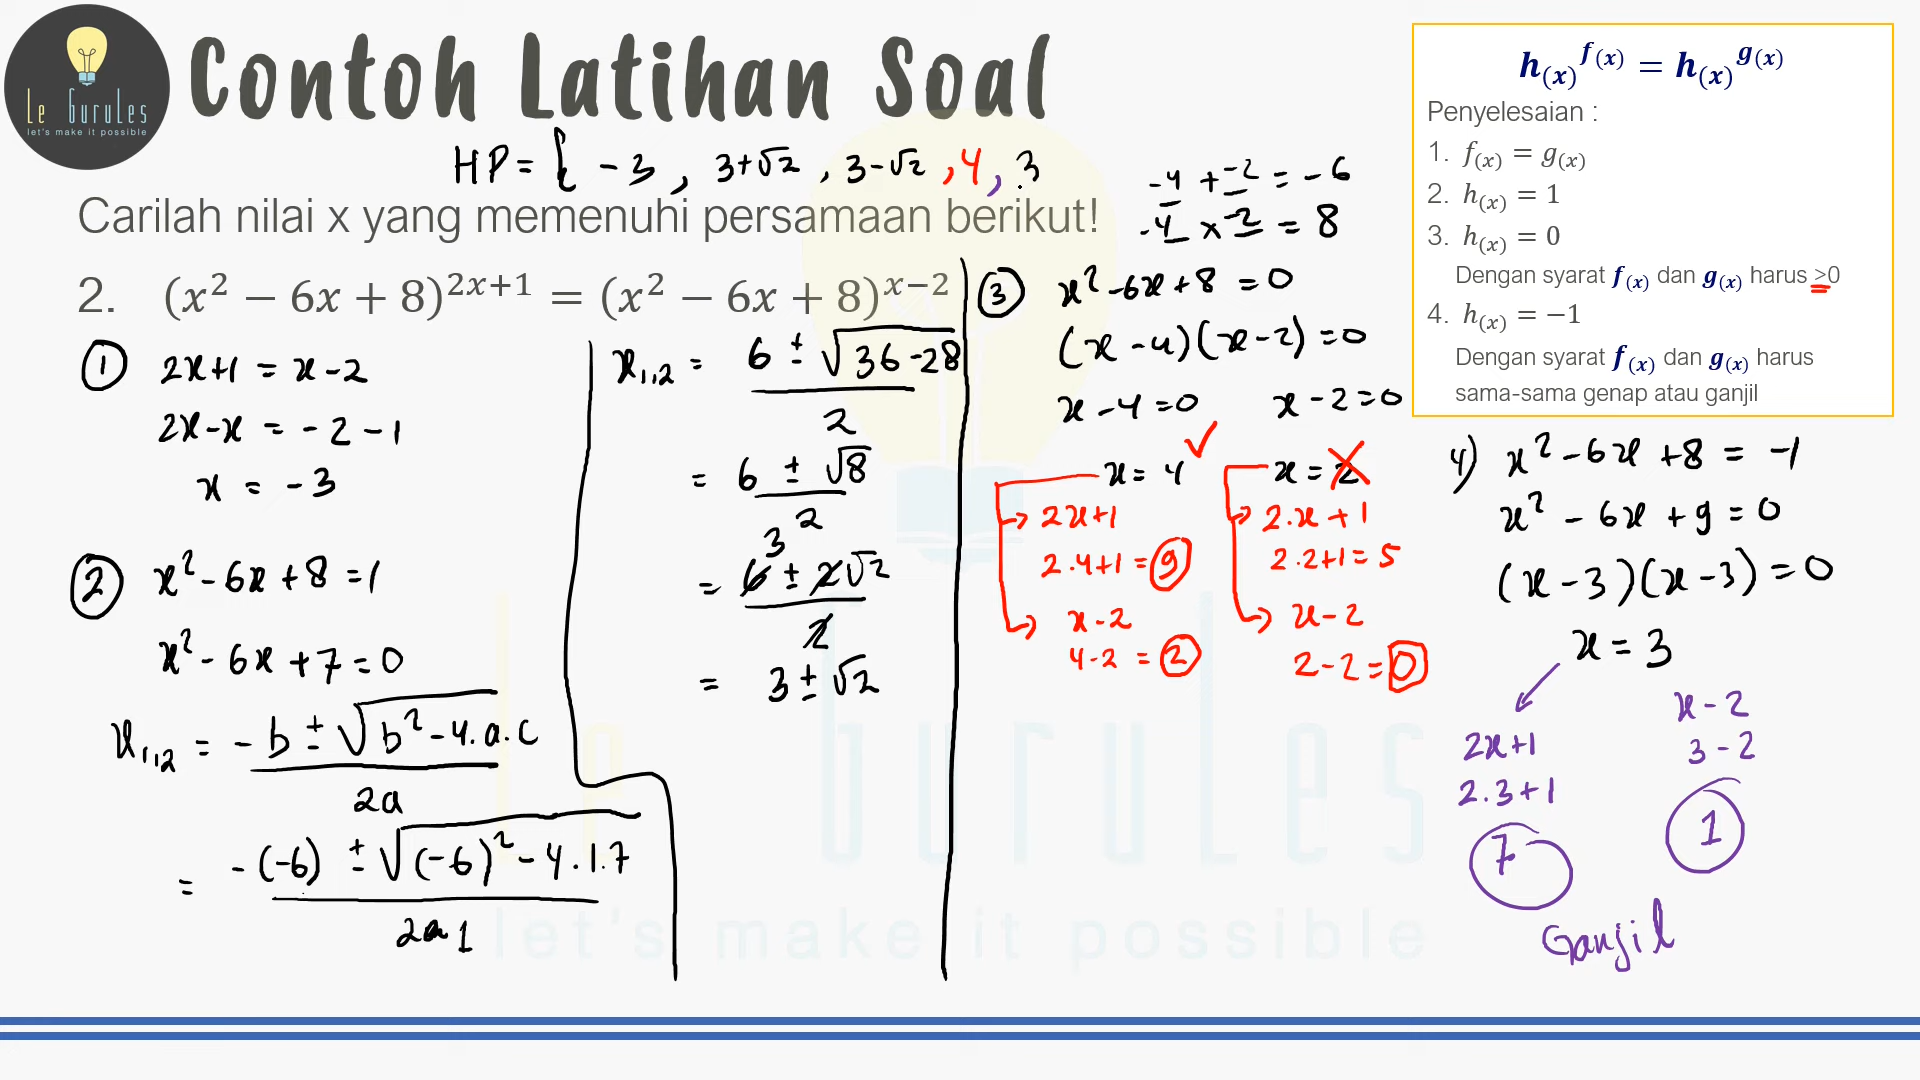 Le GuruLes
let's make it possible
Contoh Latihan Soal
HP = { -3 , 3+√2 , 3-√2 , 4 , 3
Carilah nilai x yang memenuhi persamaan berikut!
2. (x² − 6x + 8)^{2x+1} = (x² − 6x + 8)^{x−2}
① 2x+1 = x-2
2x-x = -2-1
x = -3
② x²-6x+8=1
x²-6x+7=0
x₁,₂ = -b ± √(b²-4.a.c) / 2a
= -(-6) ± √((-6)²-4.1.7) / 2a 1
x₁,₂ = 6 ± √(36-28) / 2
= 6 ± √8 / 2
3
= 6 ± 2√2 / 2
= 3 ± √2
-4 + -2 = -6
-4 x -2 = 8
③ x²-6x+8 = 0
(x-4)(x-2)=0
x-4=0 x-2=0
x=4 ✓ x=2
2x+1 2.x+1
2.4+1=9 2.2+1=5
x-2 x-2
4-2=2 2-2=0
h(x)^{f(x)} = h(x)^{g(x)}
Penyelesaian :
1. f(x) = g(x)
2. h(x) = 1
3. h(x) = 0
Dengan syarat f(x) dan g(x) harus >0
4. h(x) = −1
Dengan syarat f(x) dan g(x) harus
sama-sama genap atau ganjil
4) x²-6x+8 = -1
x²-6x+9=0
(x-3)(x-3)=0
x=3
x-2
2x+1 3-2
2.3+1
7 1
Ganjil
Le GuruLes
let's make it possible